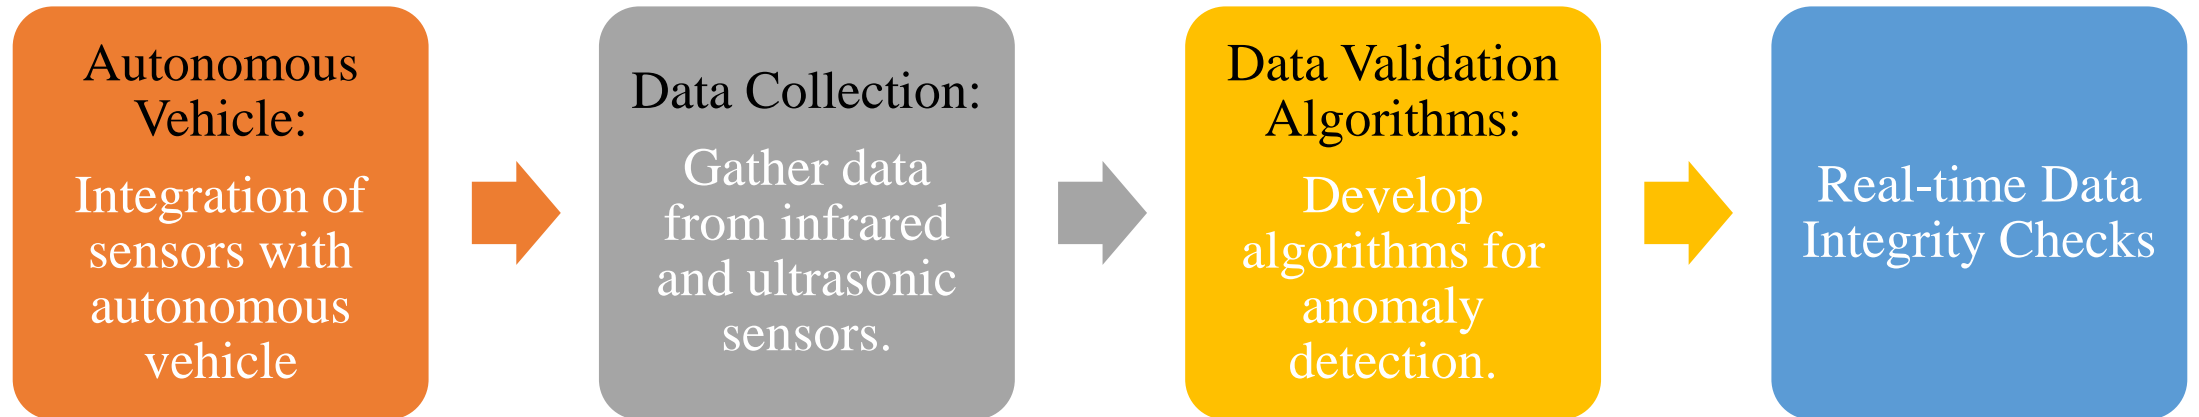 Autonomous
Vehicle:
Integration of
sensors with
autonomous
vehicle
Data Collection:
Gather data
from infrared
and ultrasonic
sensors.
Data Validation
Algorithms:
Develop
algorithms for
anomaly
detection.
Real-time Data
Integrity Checks